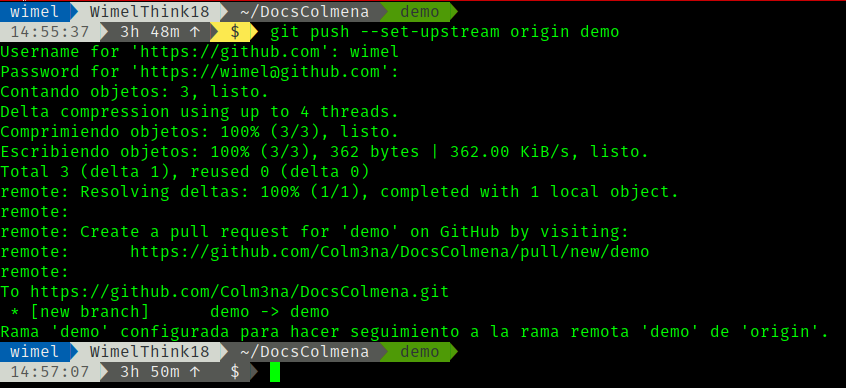 wimel WimelThink18 ~/DocsColmena demo
14:55:37 3h 48m ↑ $ git push --set-upstream origin demo
Username for 'https://github.com': wimel
Password for 'https://wimel@github.com':
Contando objetos: 3, listo.
Delta compression using up to 4 threads.
Comprimiendo objetos: 100% (3/3), listo.
Escribiendo objetos: 100% (3/3), 362 bytes | 362.00 KiB/s, listo.
Total 3 (delta 1), reused 0 (delta 0)
remote: Resolving deltas: 100% (1/1), completed with 1 local object.
remote:
remote: Create a pull request for 'demo' on GitHub by visiting:
remote:      https://github.com/Colm3na/DocsColmena/pull/new/demo
remote:
To https://github.com/Colm3na/DocsColmena.git
 * [new branch]      demo -> demo
Rama 'demo' configurada para hacer seguimiento a la rama remota 'demo' de 'origin'.
wimel WimelThink18 ~/DocsColmena demo
14:57:07 3h 50m ↑ $